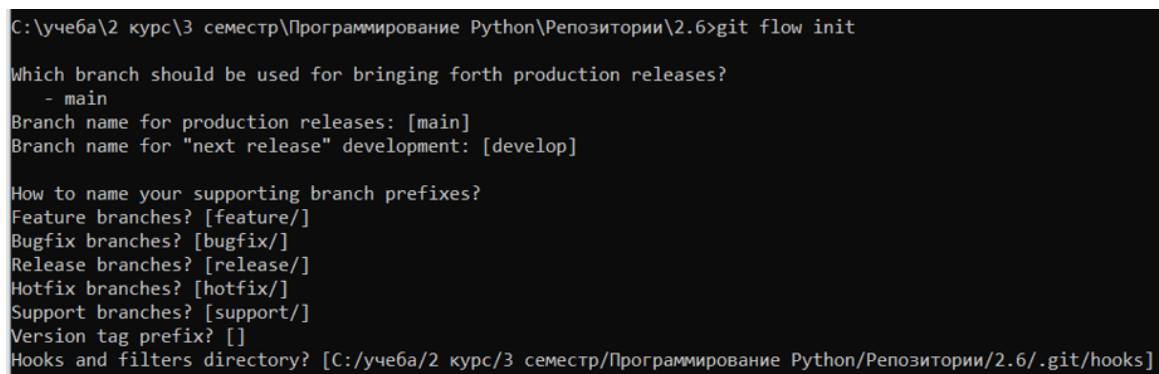 C:\учеба\2 курс\3 семестр\Программирование Python\Репозитории\2.6>git flow init
Which branch should be used for bringing forth production releases?
- main
Branch name for production releases: [main]
Branch name for "next release" development: [develop]
How to name your supporting branch prefixes?
Feature branches? [feature/]
Bugfix branches? [bugfix/]
Release branches? [release/]
Hotfix branches? [hotfix/]
Support branches? [support/]
Version tag prefix? []
Hooks and filters directory? [C:/учеба/2 курс/3 семестр/Программирование Python/Репозитории/2.6/.git/hooks]